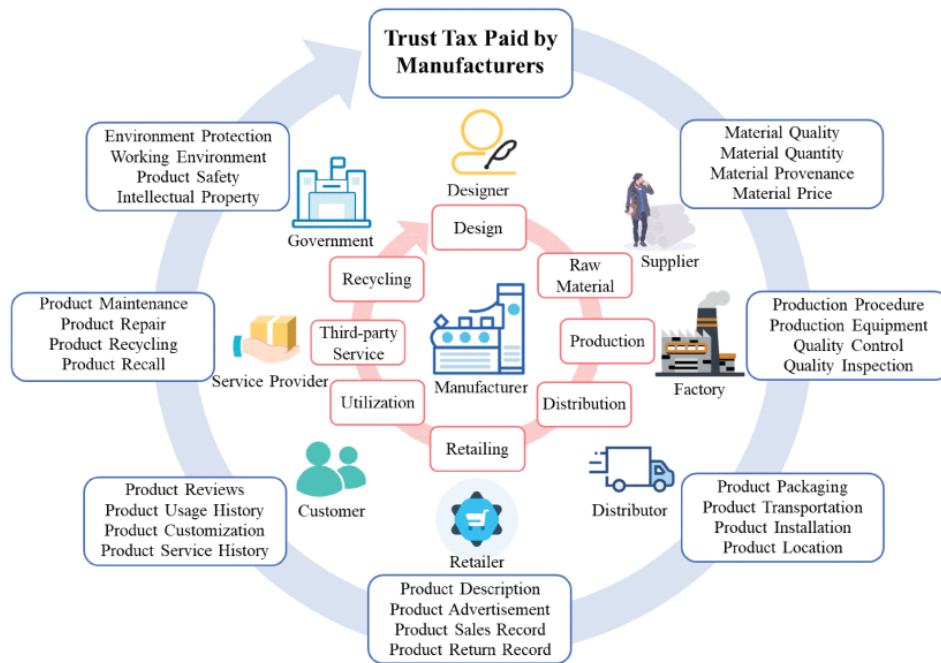 Trust Tax Paid by
Manufacturers
Environment Protection
Working Environment
Product Safety
Intellectual Property
Material Quality
Material Quantity
Material Provenance
Material Price
Designer
Government
Supplier
Design
Recycling
Raw
Material
Product Maintenance
Product Repair
Product Recycling
Product Recall
Service Provider
Third-party
Service
Manufacturer
Production
Factory
Production Procedure
Production Equipment
Quality Control
Quality Inspection
Utilization
Distribution
Retailing
Product Reviews
Product Usage History
Product Customization
Product Service History
Customer
Retailer
Distributor
Product Packaging
Product Transportation
Product Installation
Product Location
Product Description
Product Advertisement
Product Sales Record
Product Return Record